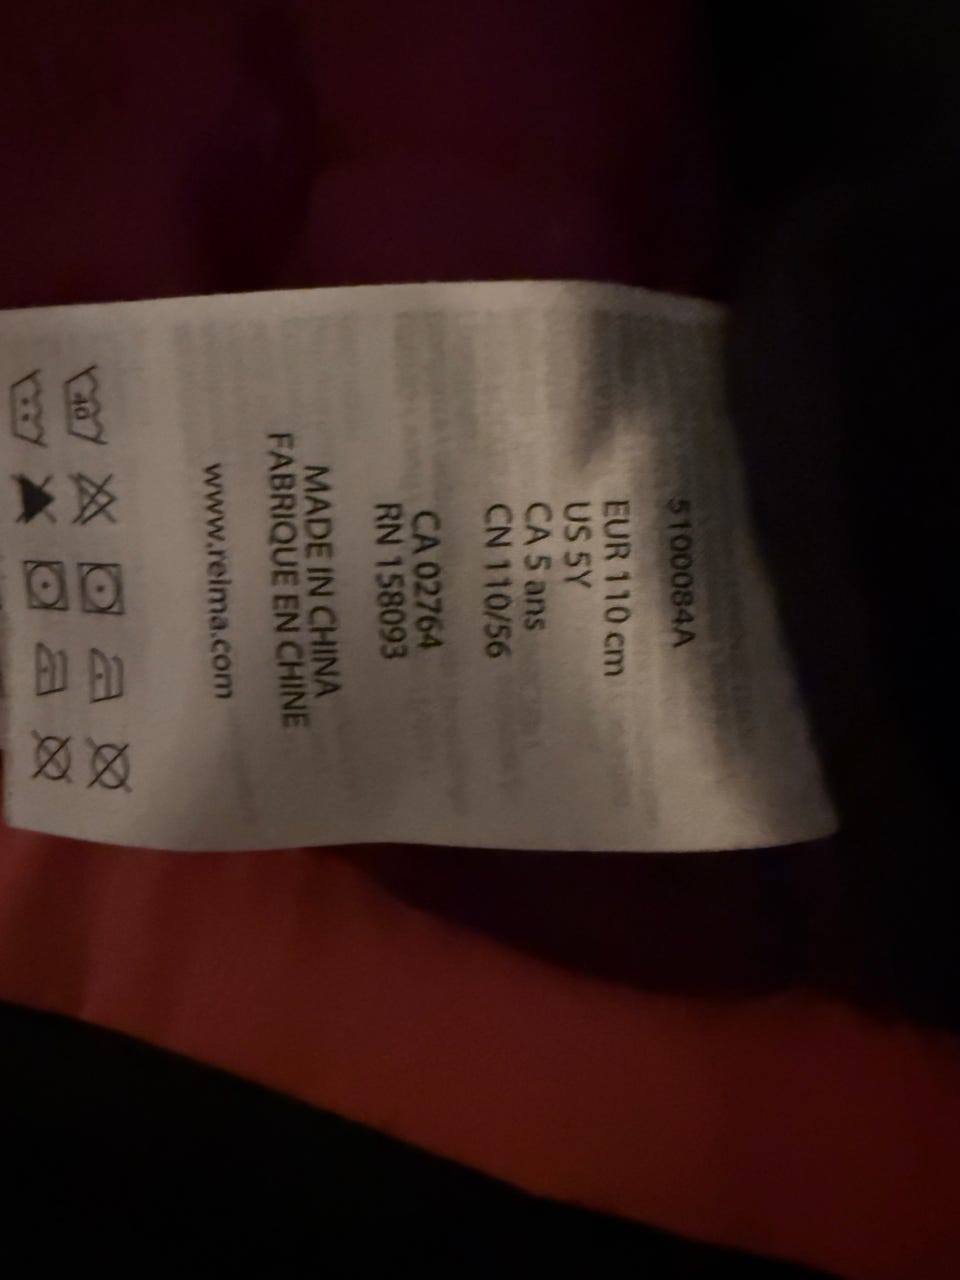 5100084A
EUR 110 cm
US 5Y
CA 5 ans
CN 110/56
CA 02764
RN 158093
MADE IN CHINA
FABRIQUE EN CHINE
www.reima.com
40